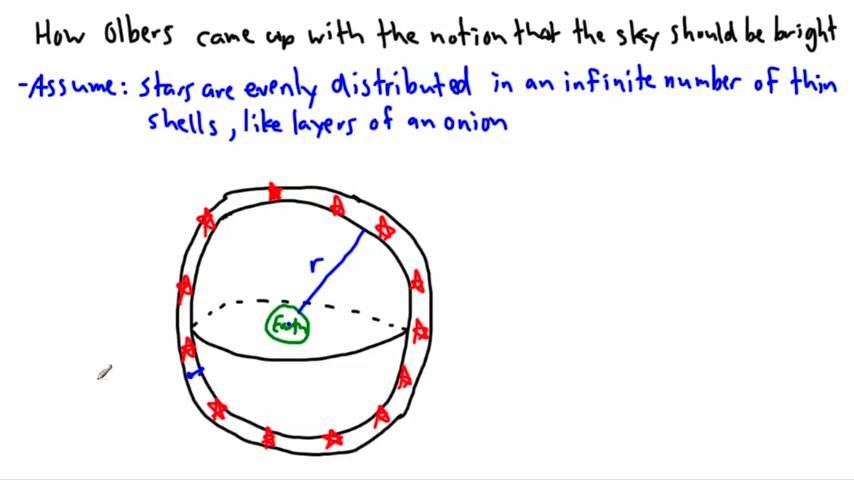 How Olbers came up with the notion that the sky should be bright
-Assume: stars are evenly distributed in an infinite number of thin
shells, like layers of an onion
r
Earth